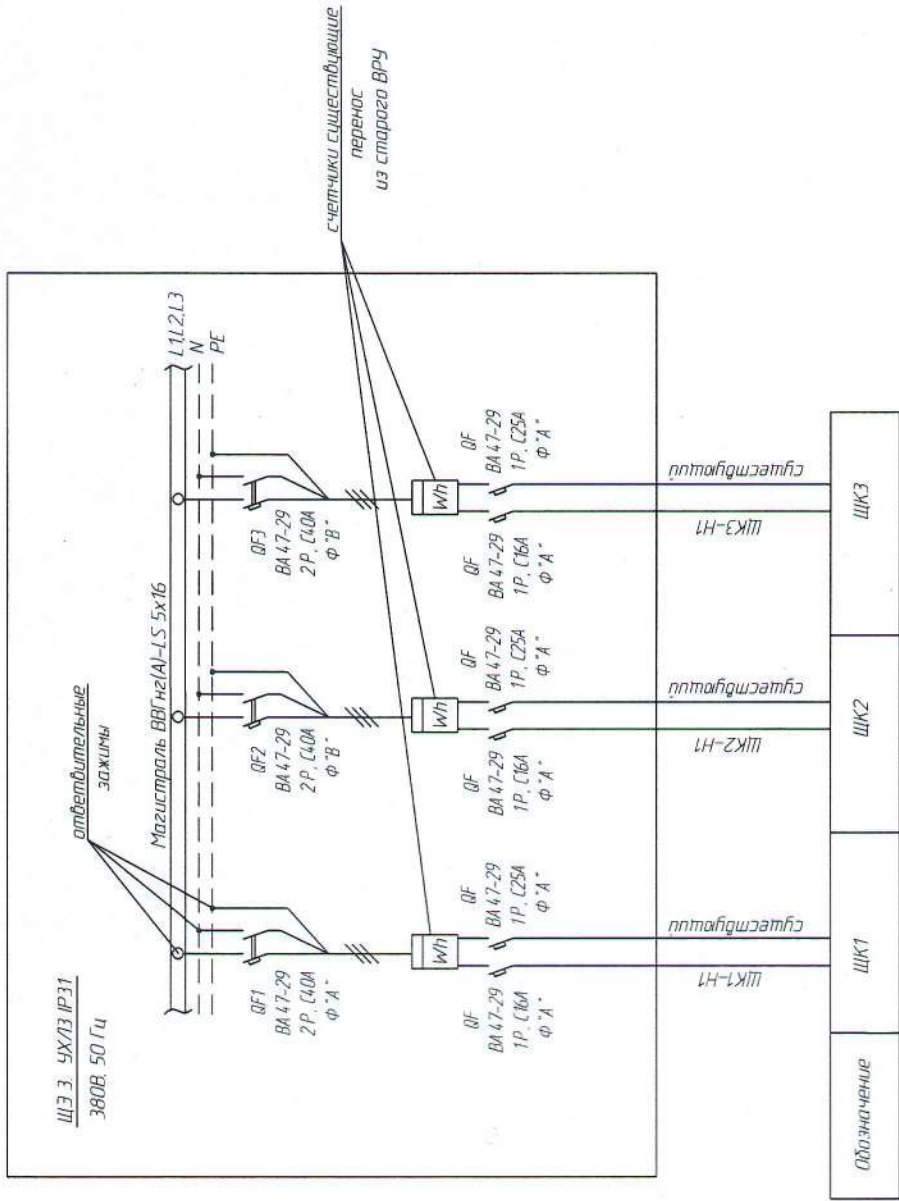 ЩЭ 3. УХЛ3 IP31
380В, 50 Гц
ответвительные
зажимы
Магистраль ВВГнг(А)-LS 5х16
L1,L2,L3
N
PE
QF1
ВА 47-29
2Р, С40А
Ф "А"
QF2
ВА 47-29
2Р, С40А
Ф "В"
QF3
ВА 47-29
2Р, С40А
Ф "В"
счетчики существующие
перенос
из старого ВРУ
Wh
Wh
Wh
QF
ВА 47-29
1Р, С16А
Ф "А"
QF
ВА 47-29
1Р, С25А
Ф "А"
QF
ВА 47-29
1Р, С16А
Ф "А"
QF
ВА 47-29
1Р, С25А
Ф "А"
QF
ВА 47-29
1Р, С16А
Ф "А"
QF
ВА 47-29
1Р, С25А
Ф "А"
ЩК1-Н1
существующий
ЩК2-Н1
существующий
ЩК3-Н1
существующий
Обозначение
ЩК1
ЩК2
ЩК3